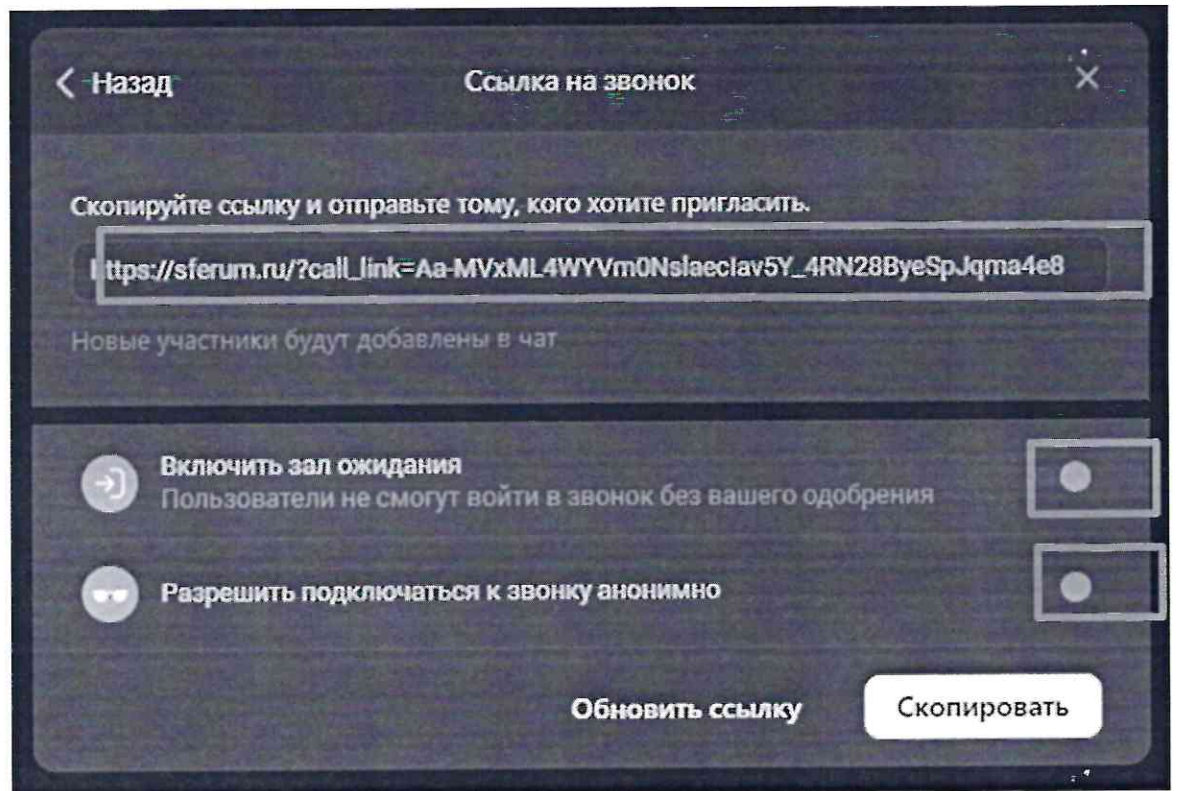 Назад
Ссылка на звонок
Скопируйте ссылку и отправьте тому, кого хотите пригласить.
https://sferum.ru/?call_link=Aa-MVxML4WYVm0Nslaeclav5Y_4RN28ByeSpJqma4e8
Новые участники будут добавлены в чат
Включить зал ожидания
Пользователи не смогут войти в звонок без вашего одобрения
Разрешить подключаться к звонку анонимно
Обновить ссылку
Скопировать